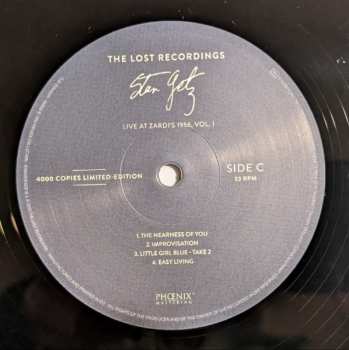 THE LOST RECORDINGS
Stan Getz
LIVE AT ZARDI'S 1956, VOL. 1
4000 COPIES LIMITED EDITION
SIDE C
33 RPM
1. THE NEARNESS OF YOU
2. IMPROVISATION
3. LITTLE GIRL BLUE - TAKE 2
4. EASY LIVING
PHOENIX
MASTERING